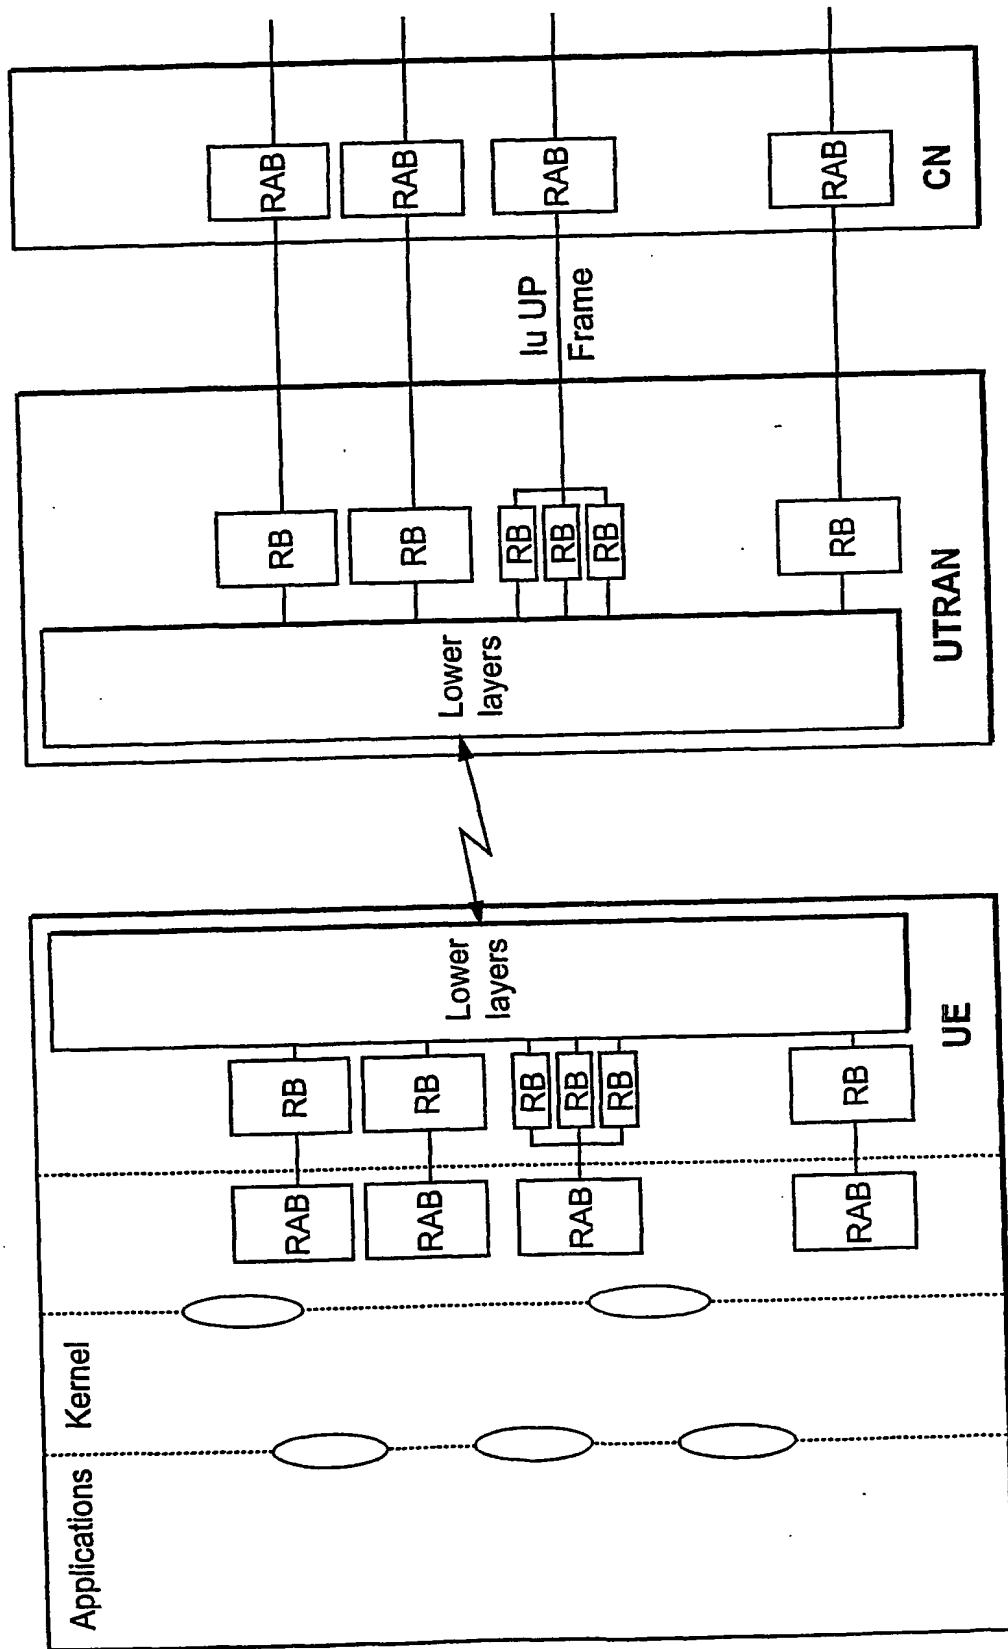 Applications
Kernel
RAB
RAB
RAB
RAB
RB
RB
RB
RB
RB
RB
Lower
layers
UE
Lower
layers
RB
RB
RB
RB
RB
RB
UTRAN
Iu UP
Frame
RAB
RAB
RAB
RAB
CN